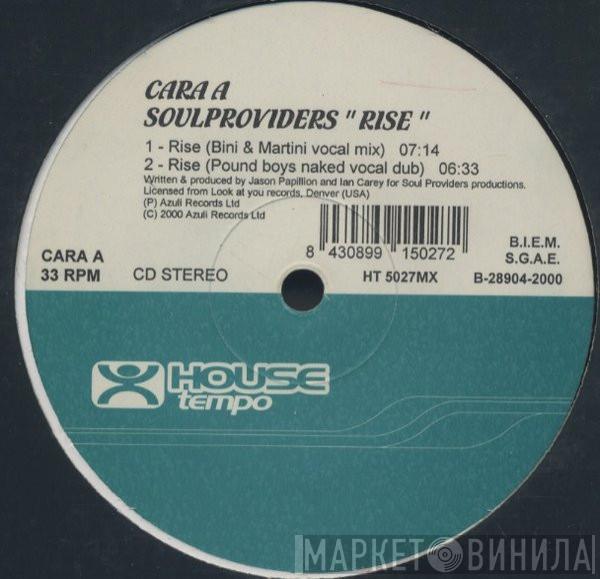 CARA A
SOULPROVIDERS " RISE "
1 - Rise (Bini & Martini vocal mix) 07:14
2 - Rise (Pound boys naked vocal dub) 06:33
Written & produced by Jason Papillion and Ian Carey for Soul Providers productions.
Licensed from Look at you records, Denver (USA)
(P) Azuli Records Ltd
(C) 2000 Azuli Records Ltd
8 430899 150272
B.I.E.M.
S.G.A.E.
CARA A
33 RPM
CD STEREO
HT 5027MX
B-28904-2000
HOUSE
tempo
МАРКЕТ ВИНИЛА